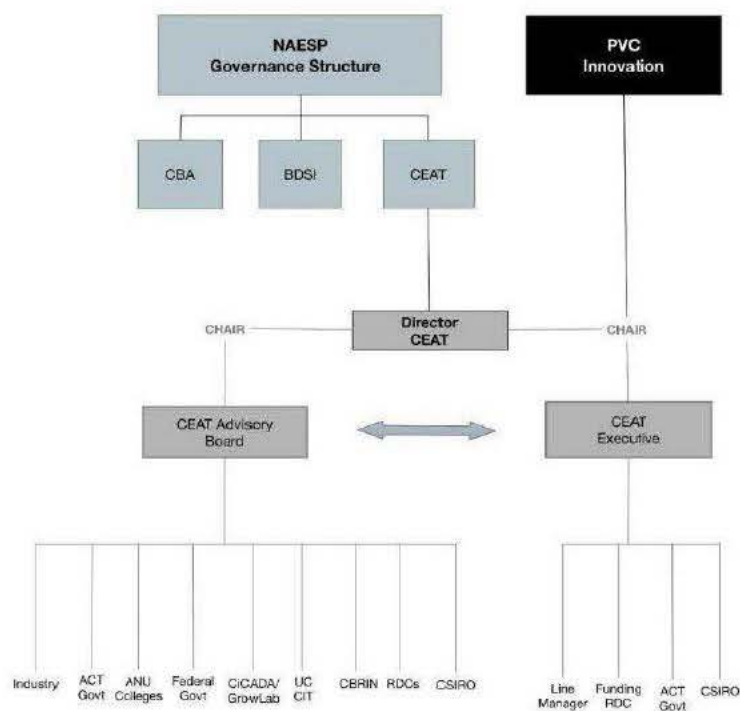 NAESP
Governance Structure
PVC
Innovation
CBA
BDSI
CEAT
Director
CEAT
CHAIR
CHAIR
CEAT Advisory
Board
CEAT
Executive
Industry
ACT
Govt
ANU
Colleges
Federal
Govt
CiCADA/
GrowLab
UC
CIT
CBRIN
RDCs
CSIRO
Line
Manager
Funding
RDC
ACT
Govt
CSIRO